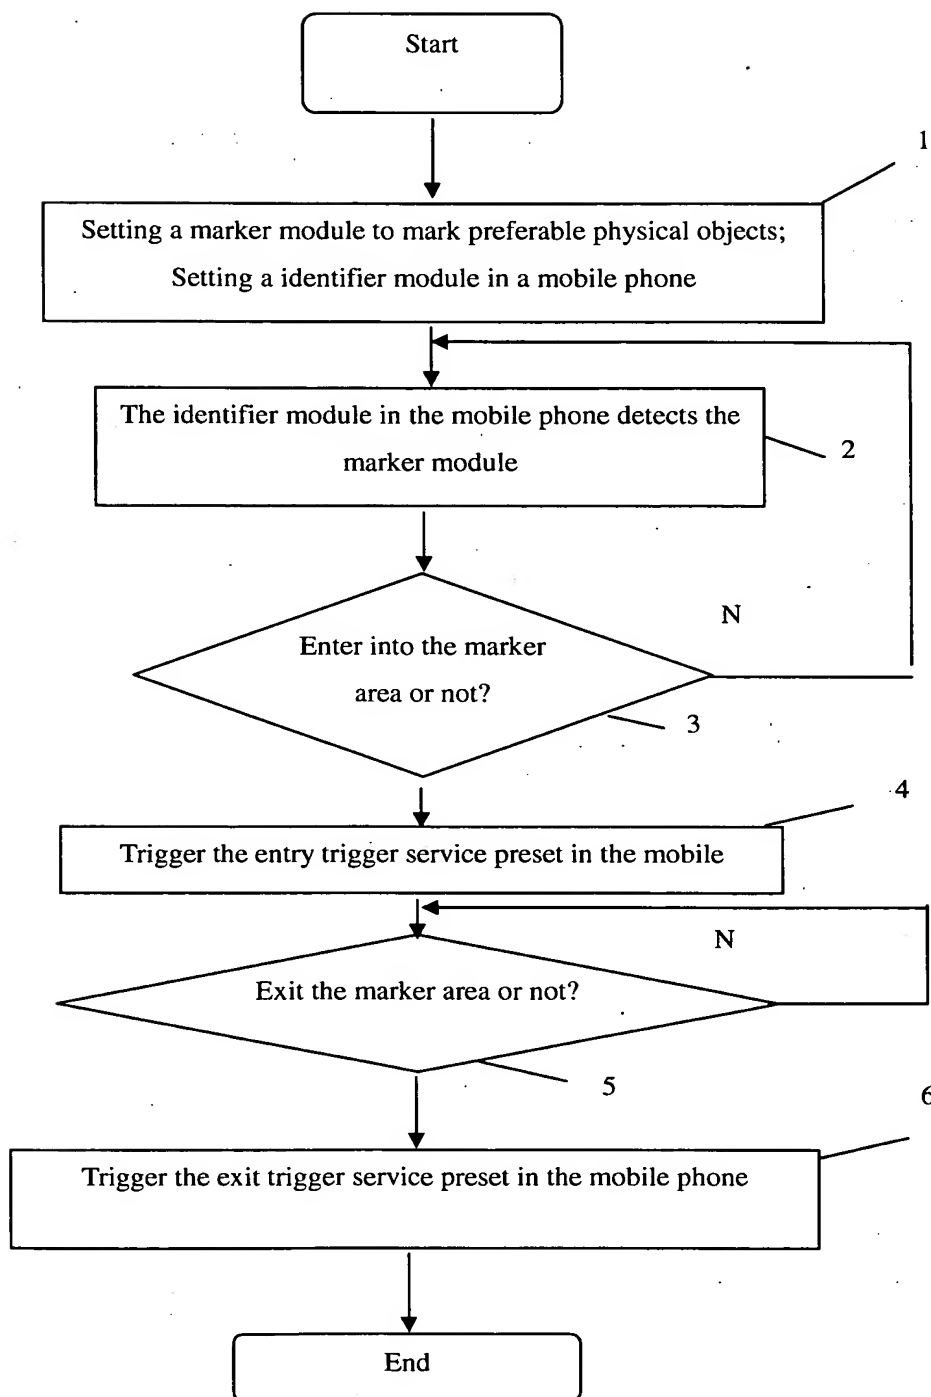 Start
1
Setting a marker module to mark preferable physical objects;
Setting a identifier module in a mobile phone
The identifier module in the mobile phone detects the
marker module
2
N
Enter into the marker
area or not?
3
4
Trigger the entry trigger service preset in the mobile
N
Exit the marker area or not?
5
6
Trigger the exit trigger service preset in the mobile phone
End